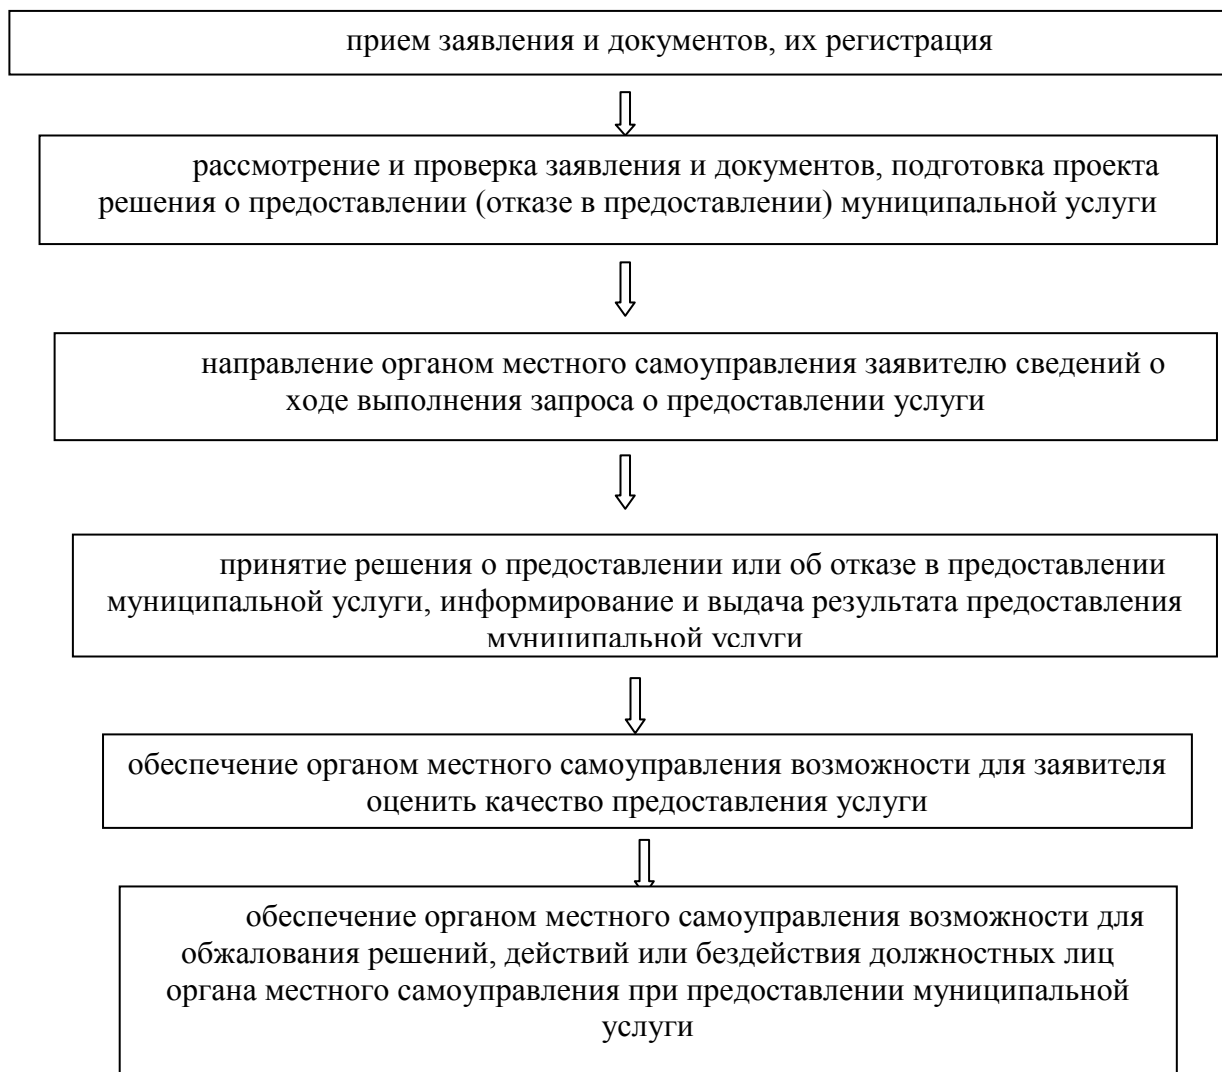 прием заявления и документов, их регистрация
рассмотрение и проверка заявления и документов, подготовка проекта
решения о предоставлении (отказе в предоставлении) муниципальной услуги
направление органом местного самоуправления заявителю сведений о
ходе выполнения запроса о предоставлении услуги
принятие решения о предоставлении или об отказе в предоставлении
муниципальной услуги, информирование и выдача результата предоставления
муниципальной услуги
обеспечение органом местного самоуправления возможности для заявителя
оценить качество предоставления услуги
обеспечение органом местного самоуправления возможности для
обжалования решений, действий или бездействия должностных лиц
органа местного самоуправления при предоставлении муниципальной
услуги